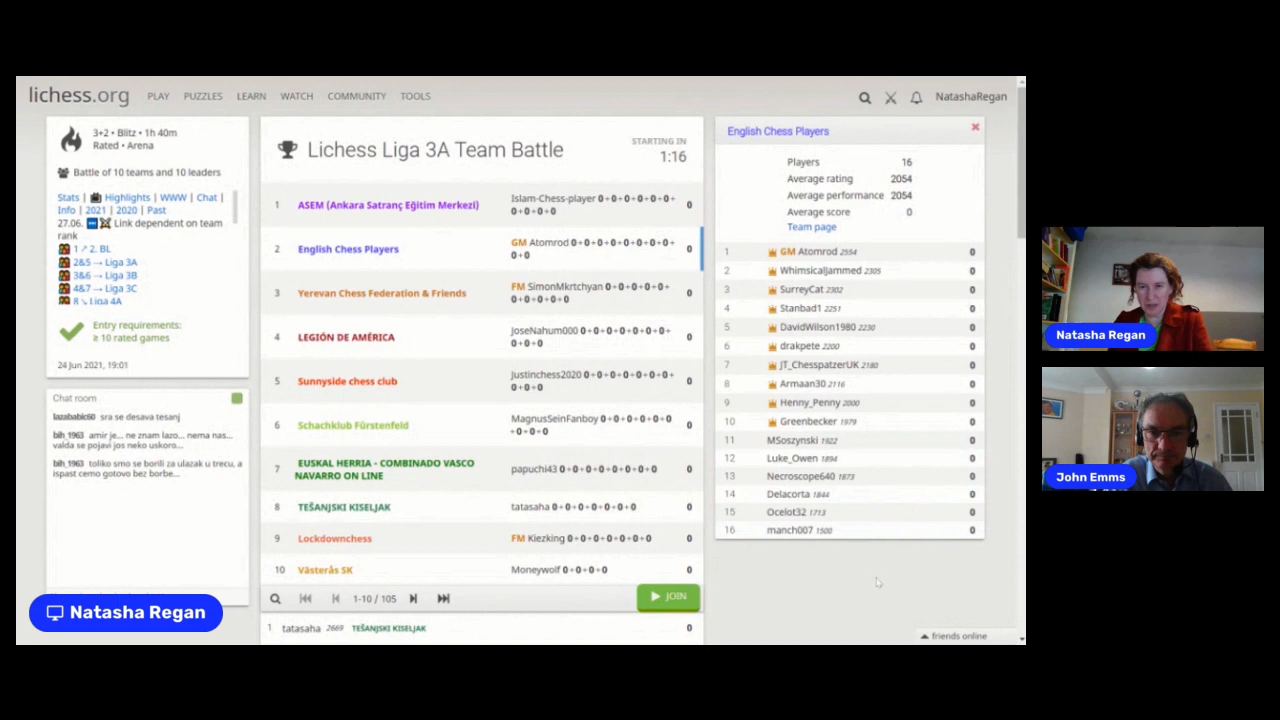 lichess.org PLAY PUZZLES LEARN WATCH COMMUNITY TOOLS NatashaRegan
3+2 • Blitz • 1h 40m
Rated • Arena
Battle of 10 teams and 10 leaders
Stats | Highlights | WWW | Chat |
Info | 2021 | 2020 | Past
27.06. Link dependent on team
rank
1 ↗ 2. BL
2&5 → Liga 3A
3&6 → Liga 3B
4&7 → Liga 3C
8 ↘ Liga 4A
Entry requirements:
≥ 10 rated games
24 Jun 2021, 19:01
Chat room
lazababic60 sra se desava tesanj
bih_1963 amir je... ne znam lazo... nema nas...
valda se pojavi jos neko uskoro...
bih_1963 toliko smo se borili za ulazak u trecu, a
ispast cemo gotovo bez borbe...
Natasha Regan
Lichess Liga 3A Team Battle
STARTING IN
1:16
1 ASEM (Ankara Satranç Eğitim Merkezi) Islam-Chess-player 0+0+0+0+0+0+
0+0+0+0 0
2 English Chess Players GM Atomrod 0+0+0+0+0+0+0+0+
0+0 0
3 Yerevan Chess Federation & Friends FM SimonMkrtchyan 0+0+0+0+0+
0+0+0+0+0 0
4 LEGIÓN DE AMÉRICA JoseNahum000 0+0+0+0+0+0+0+
0+0+0 0
5 Sunnyside chess club Justinchess2020 0+0+0+0+0+0+0+
0+0+0 0
6 Schachklub Fürstenfeld MagnusSeinFanboy 0+0+0+0+0+0
+0+0+0 0
7 EUSKAL HERRIA - COMBINADO VASCO
NAVARRO ON LINE papuchi43 0+0+0+0+0+0+0+0 0
8 TEŠANJSKI KISELJAK tatasaha 0+0+0+0+0+0+0 0
9 Lockdownchess FM Kiezking 0+0+0+0+0+0+0 0
10 Västerås SK Moneywolf 0+0+0+0 0
1-10 / 105 JOIN
1 tatasaha 2669 TEŠANJSKI KISELJAK 0
English Chess Players
Players 16
Average rating 2054
Average performance 2054
Average score 0
Team page
1 GM Atomrod 2554 0
2 WhimsicalJammed 2305 0
3 SurreyCat 2302 0
4 Stanbad1 2251 0
5 DavidWilson1980 2230 0
6 drakpete 2200 0
7 JT_ChesspatzerUK 2180 0
8 Armaan30 2116 0
9 Henny_Penny 2000 0
10 Greenbecker 1979 0
11 MSoszynski 1922 0
12 Luke_Owen 1894 0
13 Necroscope640 1873 0
14 Delacorta 1844 0
15 Ocelot32 1713 0
16 manch007 1500 0
friends online
Natasha Regan
John Emms